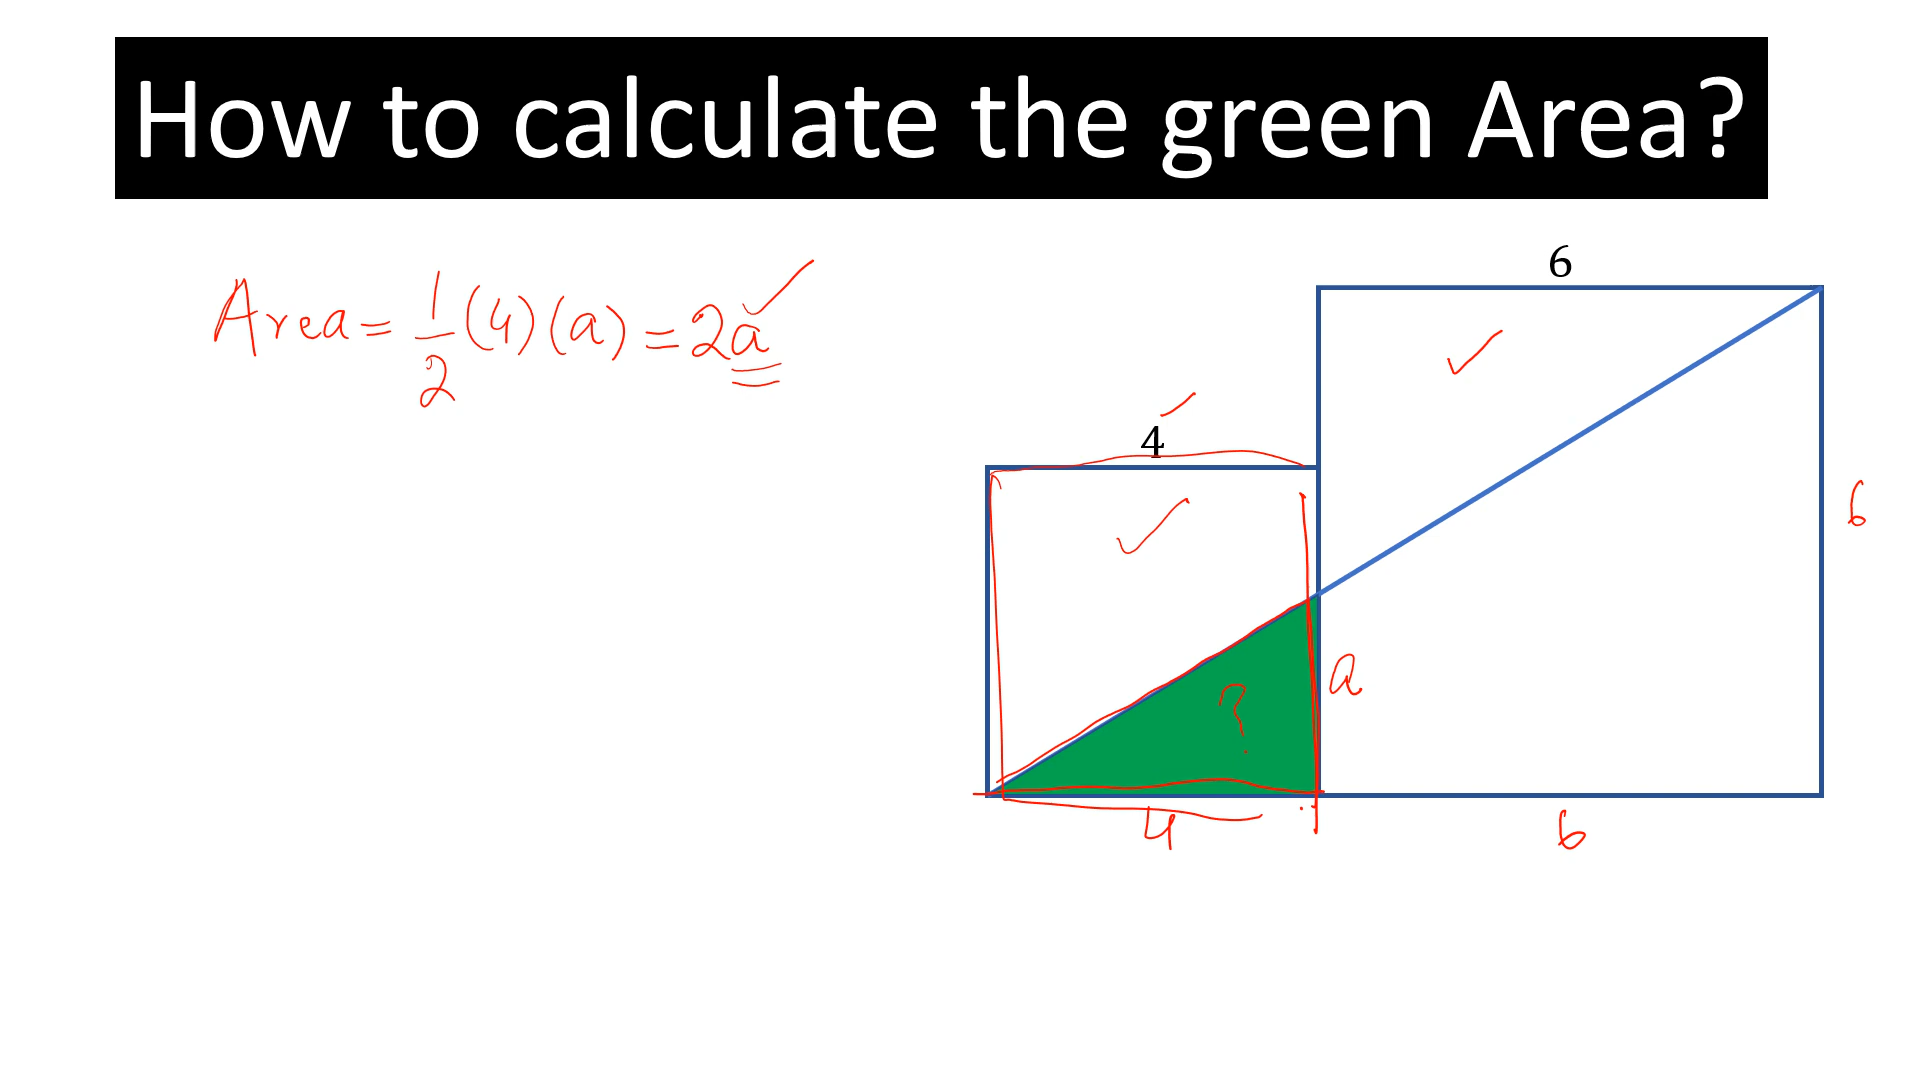 How to calculate the green Area?
Area = 1/2 (4)(a) = 2a
6
4
6
a
?
4
6